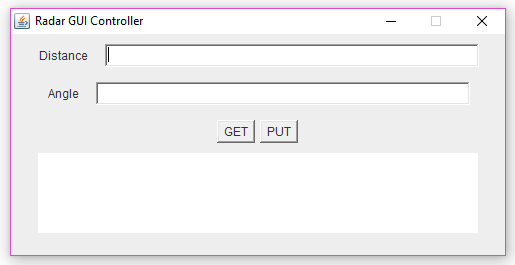 Radar GUI Controller
Distance
Angle
GET PUT